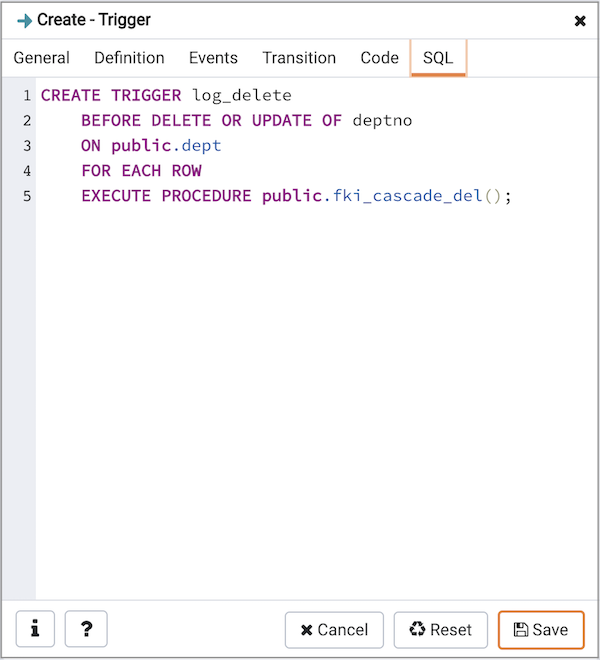 Create - Trigger
General Definition Events Transition Code SQL
1 CREATE TRIGGER log_delete
2     BEFORE DELETE OR UPDATE OF deptno
3     ON public.dept
4     FOR EACH ROW
5     EXECUTE PROCEDURE public.fki_cascade_del();
i ? Cancel Reset Save